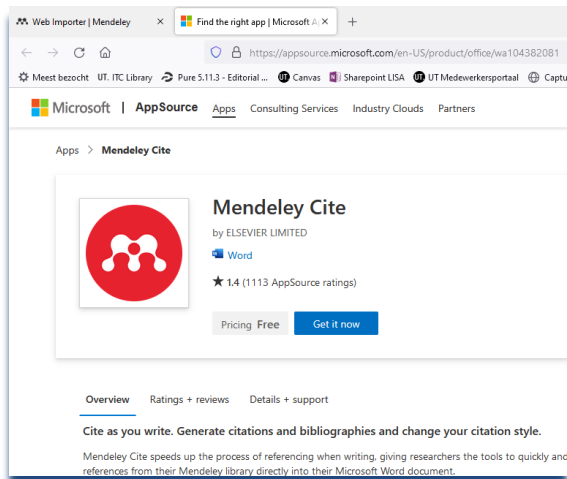 Web Importer | Mendeley
Find the right app | Microsoft A
https://appsource.microsoft.com/en-US/product/office/wa104382081
Meest bezocht UT. ITC Library Pure 5.11.3 - Editorial ... Canvas Sharepoint LISA UT Medewerkersportaal Captu
Microsoft | AppSource Apps Consulting Services Industry Clouds Partners
Apps > Mendeley Cite
Mendeley Cite
by ELSEVIER LIMITED
Word
★ 1.4 (1113 AppSource ratings)
Pricing Free Get it now
Overview Ratings + reviews Details + support
Cite as you write. Generate citations and bibliographies and change your citation style.
Mendeley Cite speeds up the process of referencing when writing, giving researchers the tools to quickly and
references from their Mendeley library directly into their Microsoft Word document.